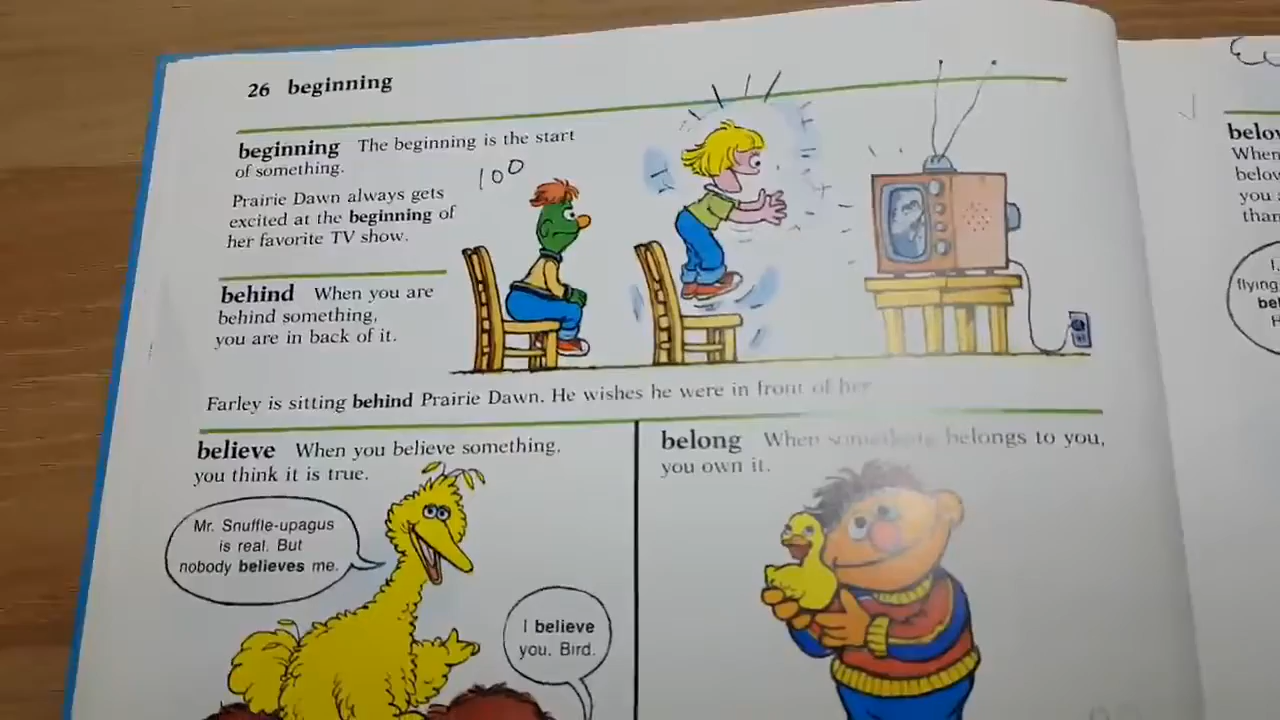 26 beginning
beginning The beginning is the start
of something.
100
Prairie Dawn always gets
excited at the beginning of
her favorite TV show.
behind When you are
behind something,
you are in back of it.
Farley is sitting behind Prairie Dawn. He wishes he were in front of her
believe When you believe something,
you think it is true.
Mr. Snuffle-upagus
is real. But
nobody believes me.
I believe
you, Bird.
belong When something belongs to you,
you own it.
When
you
than
flying